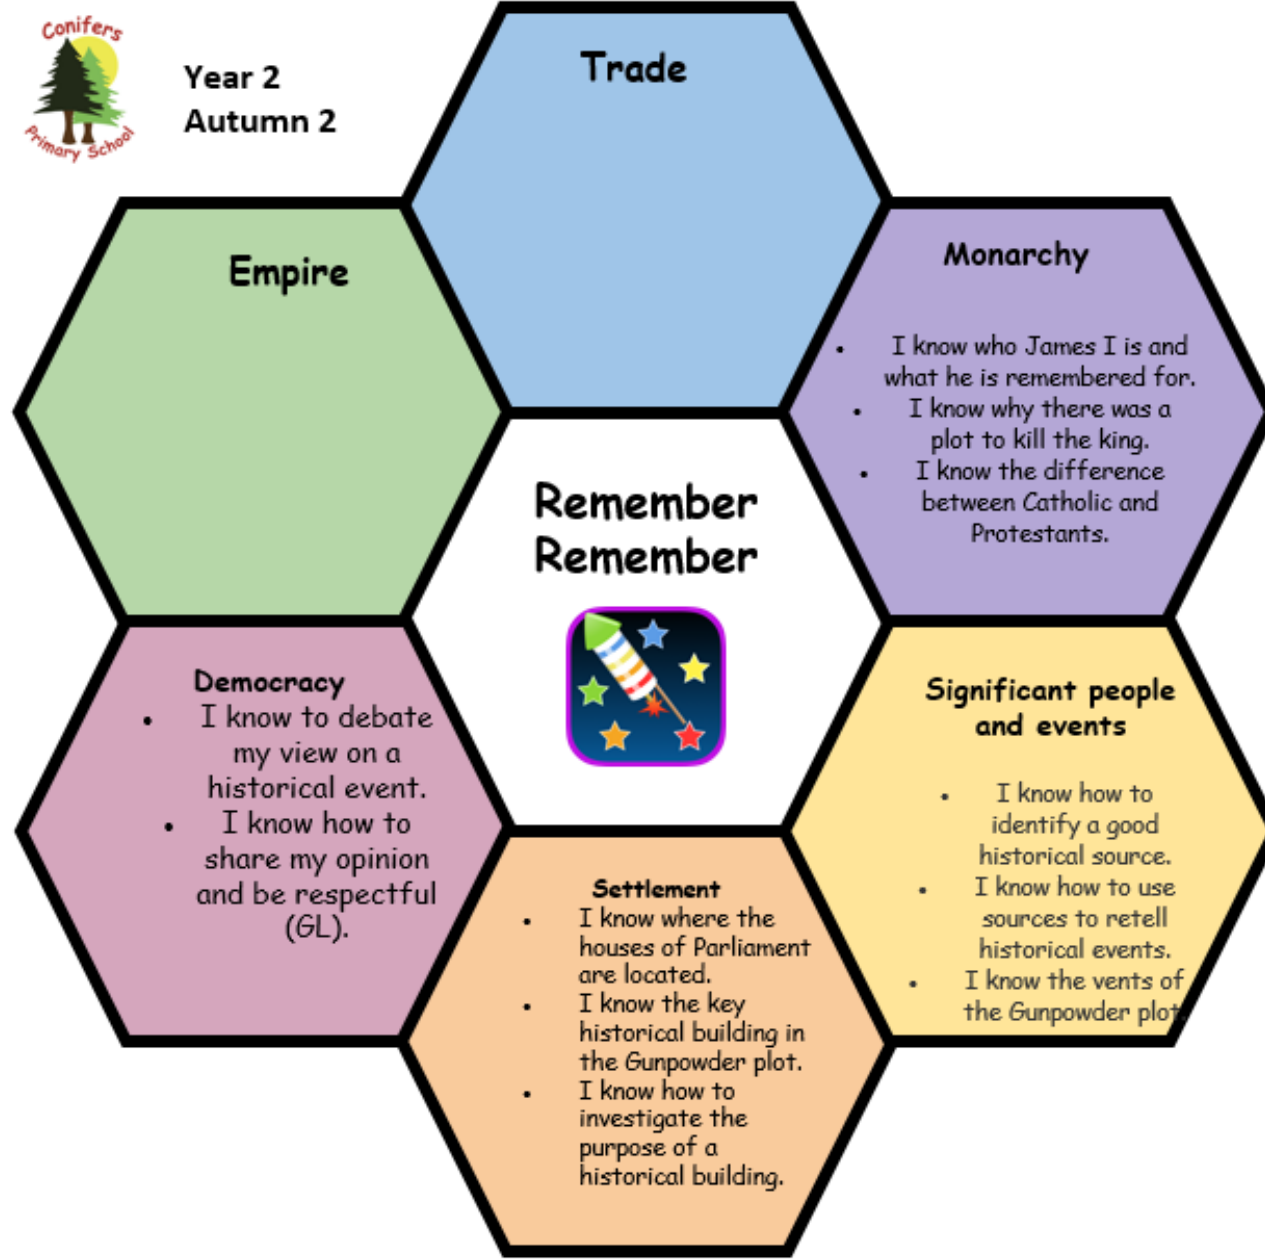 Conifers
Primary School
Year 2
Autumn 2
Trade
Empire
Monarchy
• I know who James I is and
what he is remembered for.
• I know why there was a
plot to kill the king.
• I know the difference
between Catholic and
Protestants.
Remember
Remember
Democracy
• I know to debate
my view on a
historical event.
• I know how to
share my opinion
and be respectful
(GL).
Significant people
and events
• I know how to
identify a good
historical source.
• I know how to use
sources to retell
historical events.
• I know the vents of
the Gunpowder plot.
Settlement
• I know where the
houses of Parliament
are located.
• I know the key
historical building in
the Gunpowder plot.
• I know how to
investigate the
purpose of a
historical building.